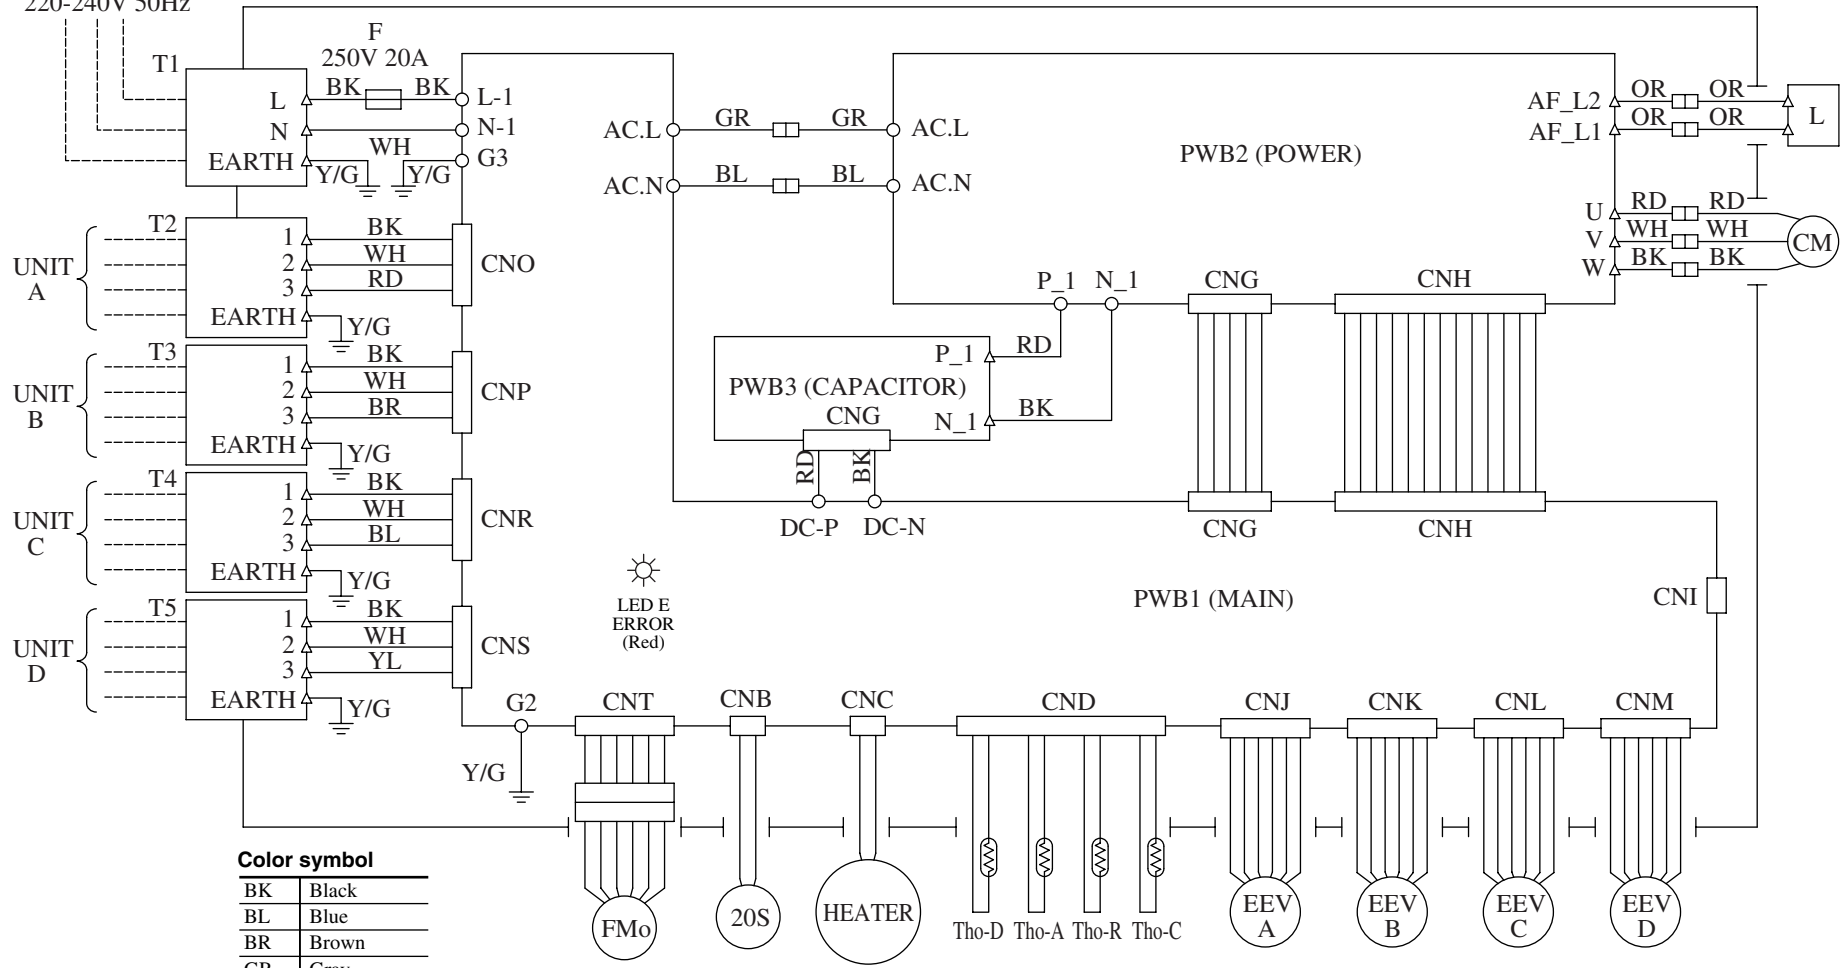 220-240V 50Hz
F
250V 20A
T1
BK
BK
L
L-1
N
N-1
WH
EARTH
Y/G
Y/G
G3
AC.L
GR
GR
AC.L
AC.N
BL
BL
AC.N
PWB2 (POWER)
AF_L2
OR
OR
AF_L1
OR
OR
L
U
RD
RD
V
WH
WH
W
BK
BK
CM
T2
UNIT
A
1
BK
2
WH
3
RD
EARTH
Y/G
CNO
T3
UNIT
B
1
BK
2
WH
3
BR
EARTH
Y/G
CNP
T4
UNIT
C
1
BK
2
WH
3
BL
EARTH
Y/G
CNR
T5
UNIT
D
1
BK
2
WH
3
YL
EARTH
Y/G
CNS
P_1
N_1
CNG
CNH
P_1
RD
PWB3 (CAPACITOR)
CNG
N_1
BK
RD
BK
DC-P
DC-N
CNG
CNH
LED E
ERROR
(Red)
PWB1 (MAIN)
CNI
G2
Y/G
CNT
CNB
CNC
CND
CNJ
CNK
CNL
CNM
FMo
20S
HEATER
Tho-D
Tho-A
Tho-R
Tho-C
EEV
A
EEV
B
EEV
C
EEV
D
Color symbol
BK Black
BL Blue
BR Brown
GR Gray